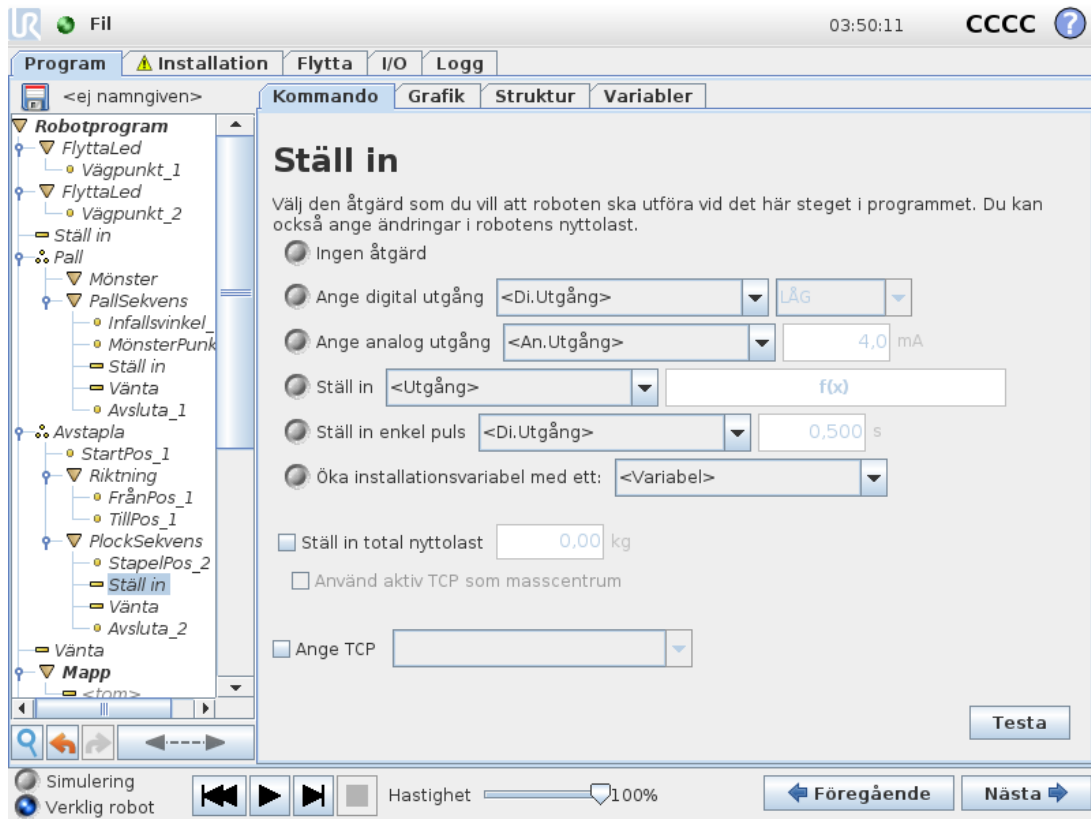 UR Fil 03:50:11 CCCC ?
Program Installation Flytta I/O Logg
<ej namngiven>
Kommando Grafik Struktur Variabler
Robotprogram
FlyttaLed
Vägpunkt_1
FlyttaLed
Vägpunkt_2
Ställ in
Pall
Mönster
PallSekvens
Infallsvinkel_
MönsterPunk
Ställ in
Vänta
Avsluta_1
Avstapla
StartPos_1
Riktning
FrånPos_1
TillPos_1
PlockSekvens
StapelPos_2
Ställ in
Vänta
Avsluta_2
Vänta
Mapp
<tom>
Ställ in
Välj den åtgärd som du vill att roboten ska utföra vid det här steget i programmet. Du kan
också ange ändringar i robotens nyttolast.
Ingen åtgärd
Ange digital utgång <Di.Utgång> LÅG
Ange analog utgång <An.Utgång> 4,0 mA
Ställ in <Utgång> f(x)
Ställ in enkel puls <Di.Utgång> 0,500 s
Öka installationsvariabel med ett: <Variabel>
Ställ in total nyttolast 0,00 kg
Använd aktiv TCP som masscentrum
Ange TCP
Testa
Simulering
Verklig robot
Hastighet 100%
Föregående Nästa